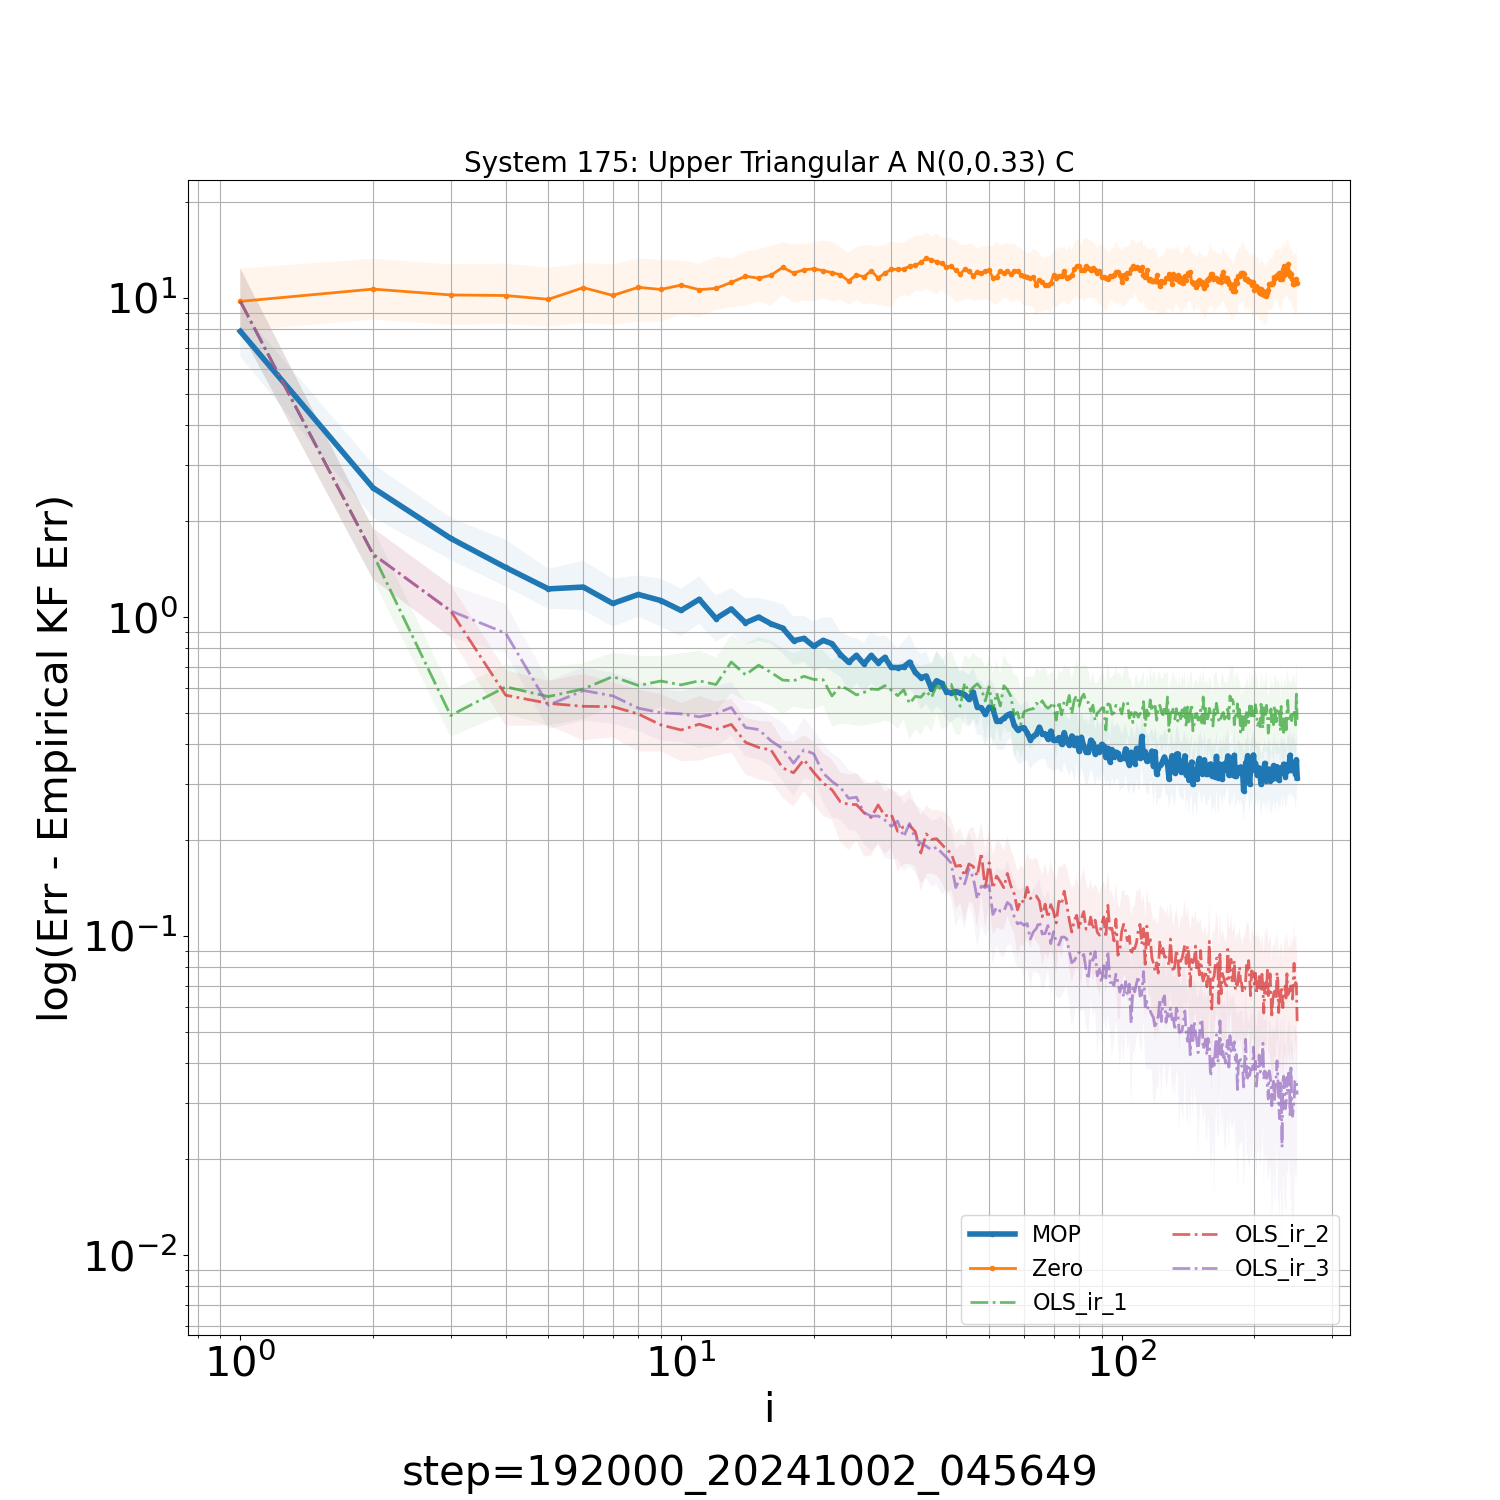 System 175: Upper Triangular A N(0,0.33) C
log(Err - Empirical KF Err)
10¹
10⁰
10⁻¹
10⁻²
10⁰ 10¹ 10²
MOP
Zero
OLS_ir_1
OLS_ir_2
OLS_ir_3
i
step=192000_20241002_045649